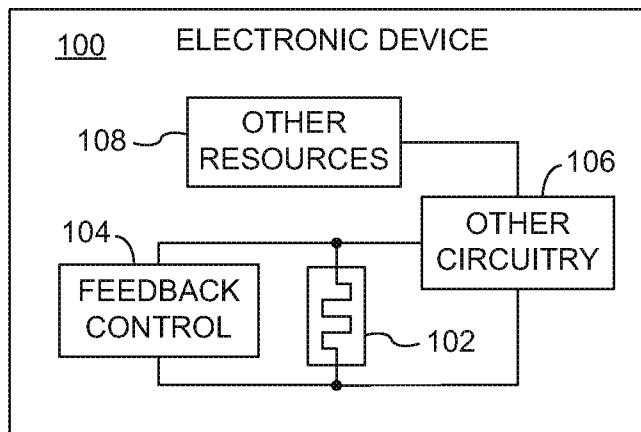 100 ELECTRONIC DEVICE
108
OTHER
RESOURCES
106
OTHER
CIRCUITRY
104
FEEDBACK
CONTROL
102